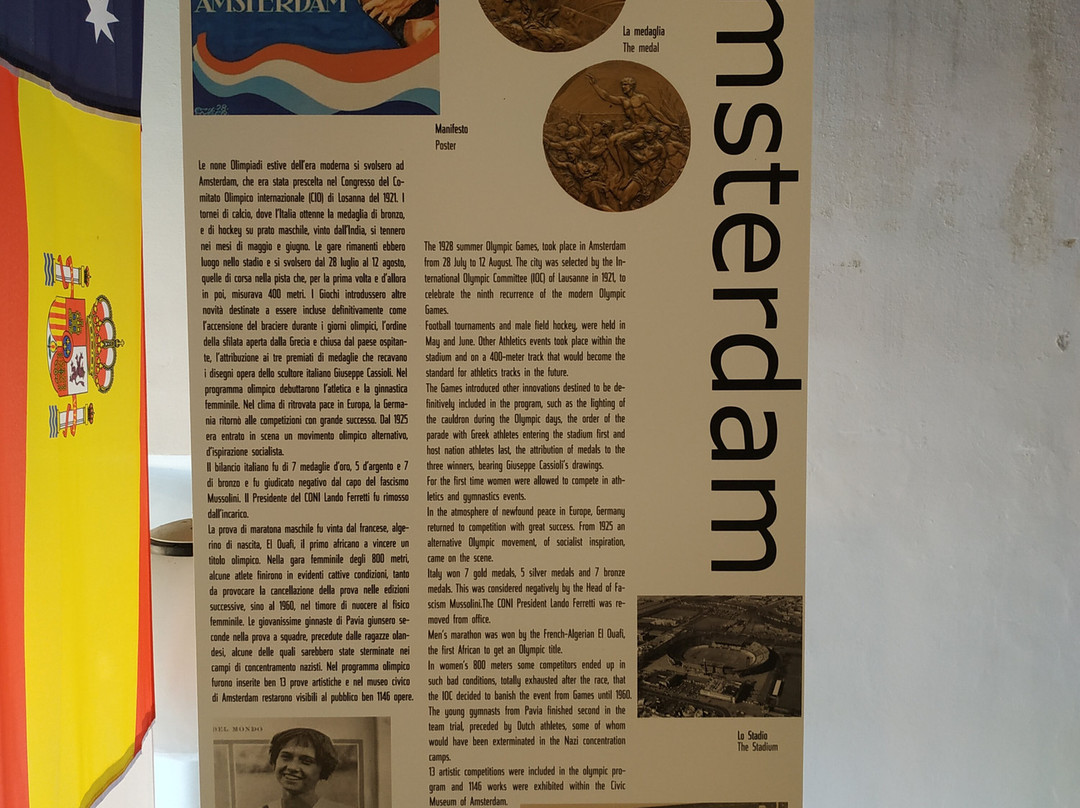 AMSTERDAM
La medaglia
The medal
Manifesto
Poster
msterdam
Le none Olimpiadi estive dell'era moderna si svolsero ad
Amsterdam, che era stata prescelta nel Congresso del Co-
mitato Olimpico internazionale (CIO) di Losanna del 1921. I
tornei di calcio, dove l'Italia ottenne la medaglia di bronzo,
e di hockey su prato maschile, vinto dall'India, si tennero
nei mesi di maggio e giugno. Le gare rimanenti ebbero
luogo nello stadio e si svolsero dal 28 luglio al 12 agosto,
quelle di corsa nella pista che, per la prima volta e d'allora
in poi, misurava 400 metri. I Giochi introdussero altre
novità destinate a essere incluse definitivamente come
l'accensione del braciere durante i giorni olimpici, l'ordine
della sfilata aperta dalla Grecia e chiusa dal paese ospitan-
te, l'attribuzione ai tre premiati di medaglie che recavano
i disegni opera dello scultore italiano Giuseppe Cassioli. Nel
programma olimpico debuttarono l'atletica e la ginnastica
femminile. Nel clima di ritrovata pace in Europa, la Germa-
nia ritornò alle competizioni con grande successo. Dal 1925
era entrato in scena un movimento olimpico alternativo,
d'ispirazione socialista.
Il bilancio italiano fu di 7 medaglie d'oro, 5 d'argento e 7
di bronzo e fu giudicato negativo dal capo del fascismo
Mussolini. Il Presidente del CONI Lando Ferretti fu rimosso
dall'incarico.
La prova di maratona maschile fu vinta dal francese, alge-
rino di nascita, El Ouafi, il primo africano a vincere un
titolo olimpico. Nella gara femminile degli 800 metri,
alcune atlete finirono in evidenti cattive condizioni, tanto
da provocare la cancellazione della prova nelle edizioni
successive, sino al 1960, nel timore di nuocere al fisico
femminile. Le giovanissime ginnaste di Pavia giunsero se-
conde nella prova a squadre, precedute dalle ragazze olan-
desi, alcune delle quali sarebbero state sterminate nei
campi di concentramento nazisti. Nel programma olimpico
furono inserite ben 13 prove artistiche e nel museo civico
di Amsterdam restarono visibili al pubblico ben 1146 opere.
The 1928 summer Olympic Games, took place in Amsterdam
from 28 July to 12 August. The city was selected by the In-
ternational Olympic Committee (IOC) of Lausanne in 1921, to
celebrate the ninth recurrence of the modern Olympic
Games.
Football tournaments and male field hockey, were held in
May and June. Other Athletics events took place within the
stadium and on a 400-meter track that would become the
standard for athletics tracks in the future.
The Games introduced other innovations destined to be de-
finitively included in the program, such as the lighting of
the cauldron during the Olympic days, the order of the
parade with Greek athletes entering the stadium first and
host nation athletes last, the attribution of medals to the
three winners, bearing Giuseppe Cassioli's drawings.
For the first time women were allowed to compete in ath-
letics and gymnastics events.
In the atmosphere of newfound peace in Europe, Germany
returned to competition with great success. From 1925 an
alternative Olympic movement, of socialist inspiration,
came on the scene.
Italy won 7 gold medals, 5 silver medals and 7 bronze
medals. This was considered negatively by the Head of Fa-
scism Mussolini.The CONI President Lando Ferretti was re-
moved from office.
Men's marathon was won by the French-Algerian El Ouafi,
the first African to get an Olympic title.
In women's 800 meters some competitors ended up in
such bad conditions, totally exhausted after the race, that
the IOC decided to banish the event from Games until 1960.
The young gymnasts from Pavia finished second in the
team trial, preceded by Dutch athletes, some of whom
would have been exterminated in the Nazi concentration
camps.
13 artistic competitions were included in the olympic pro-
gram and 1146 works were exhibited within the Civic
Museum of Amsterdam.
Lo Stadio
The Stadium
DEL MONDO